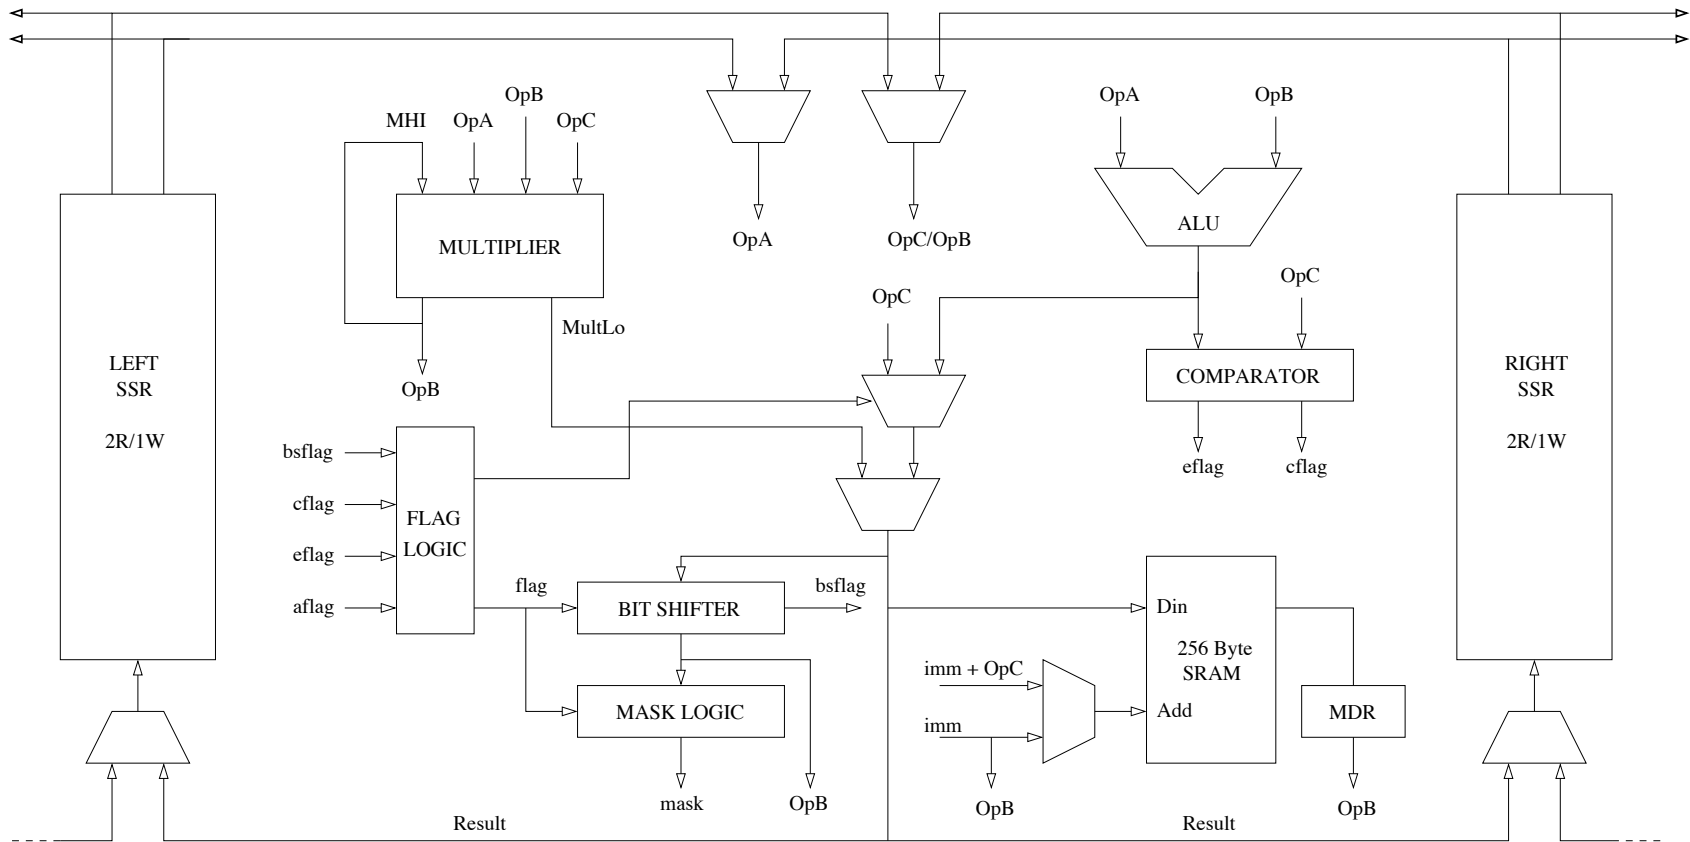 OpB
OpA
OpB
MHI
OpA
OpC
ALU
MULTIPLIER
OpA
OpC/OpB
OpC
OpC
MultLo
LEFT
SSR
2R/1W
COMPARATOR
RIGHT
SSR
2R/1W
OpB
bsflag
cflag
eflag
aflag
FLAG
LOGIC
eflag
cflag
flag
BIT SHIFTER
bsflag
Din
256 Byte
SRAM
Add
imm + OpC
imm
MASK LOGIC
MDR
mask
OpB
OpB
OpB
Result
Result